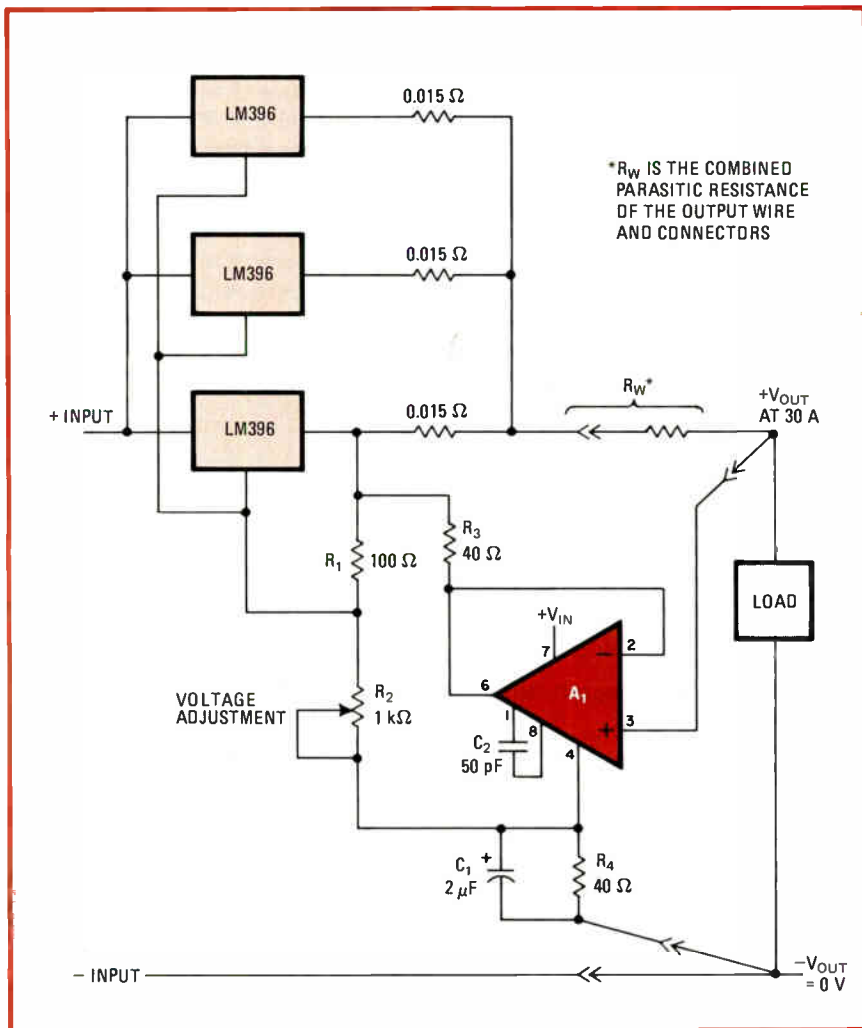 LM396
0.015 Ω
*RW IS THE COMBINED
PARASITIC RESISTANCE
OF THE OUTPUT WIRE
AND CONNECTORS
LM396
0.015 Ω
+ INPUT
LM396
0.015 Ω
RW*
+VOUT
AT 30 A
R1
100 Ω
R3
40 Ω
LOAD
+VIN
7
2
−
6
A1
3
+
1
8
4
VOLTAGE
ADJUSTMENT
R2
1 kΩ
C2
50 pF
C1
+
2 μF
R4
40 Ω
− INPUT
−VOUT
= 0 V